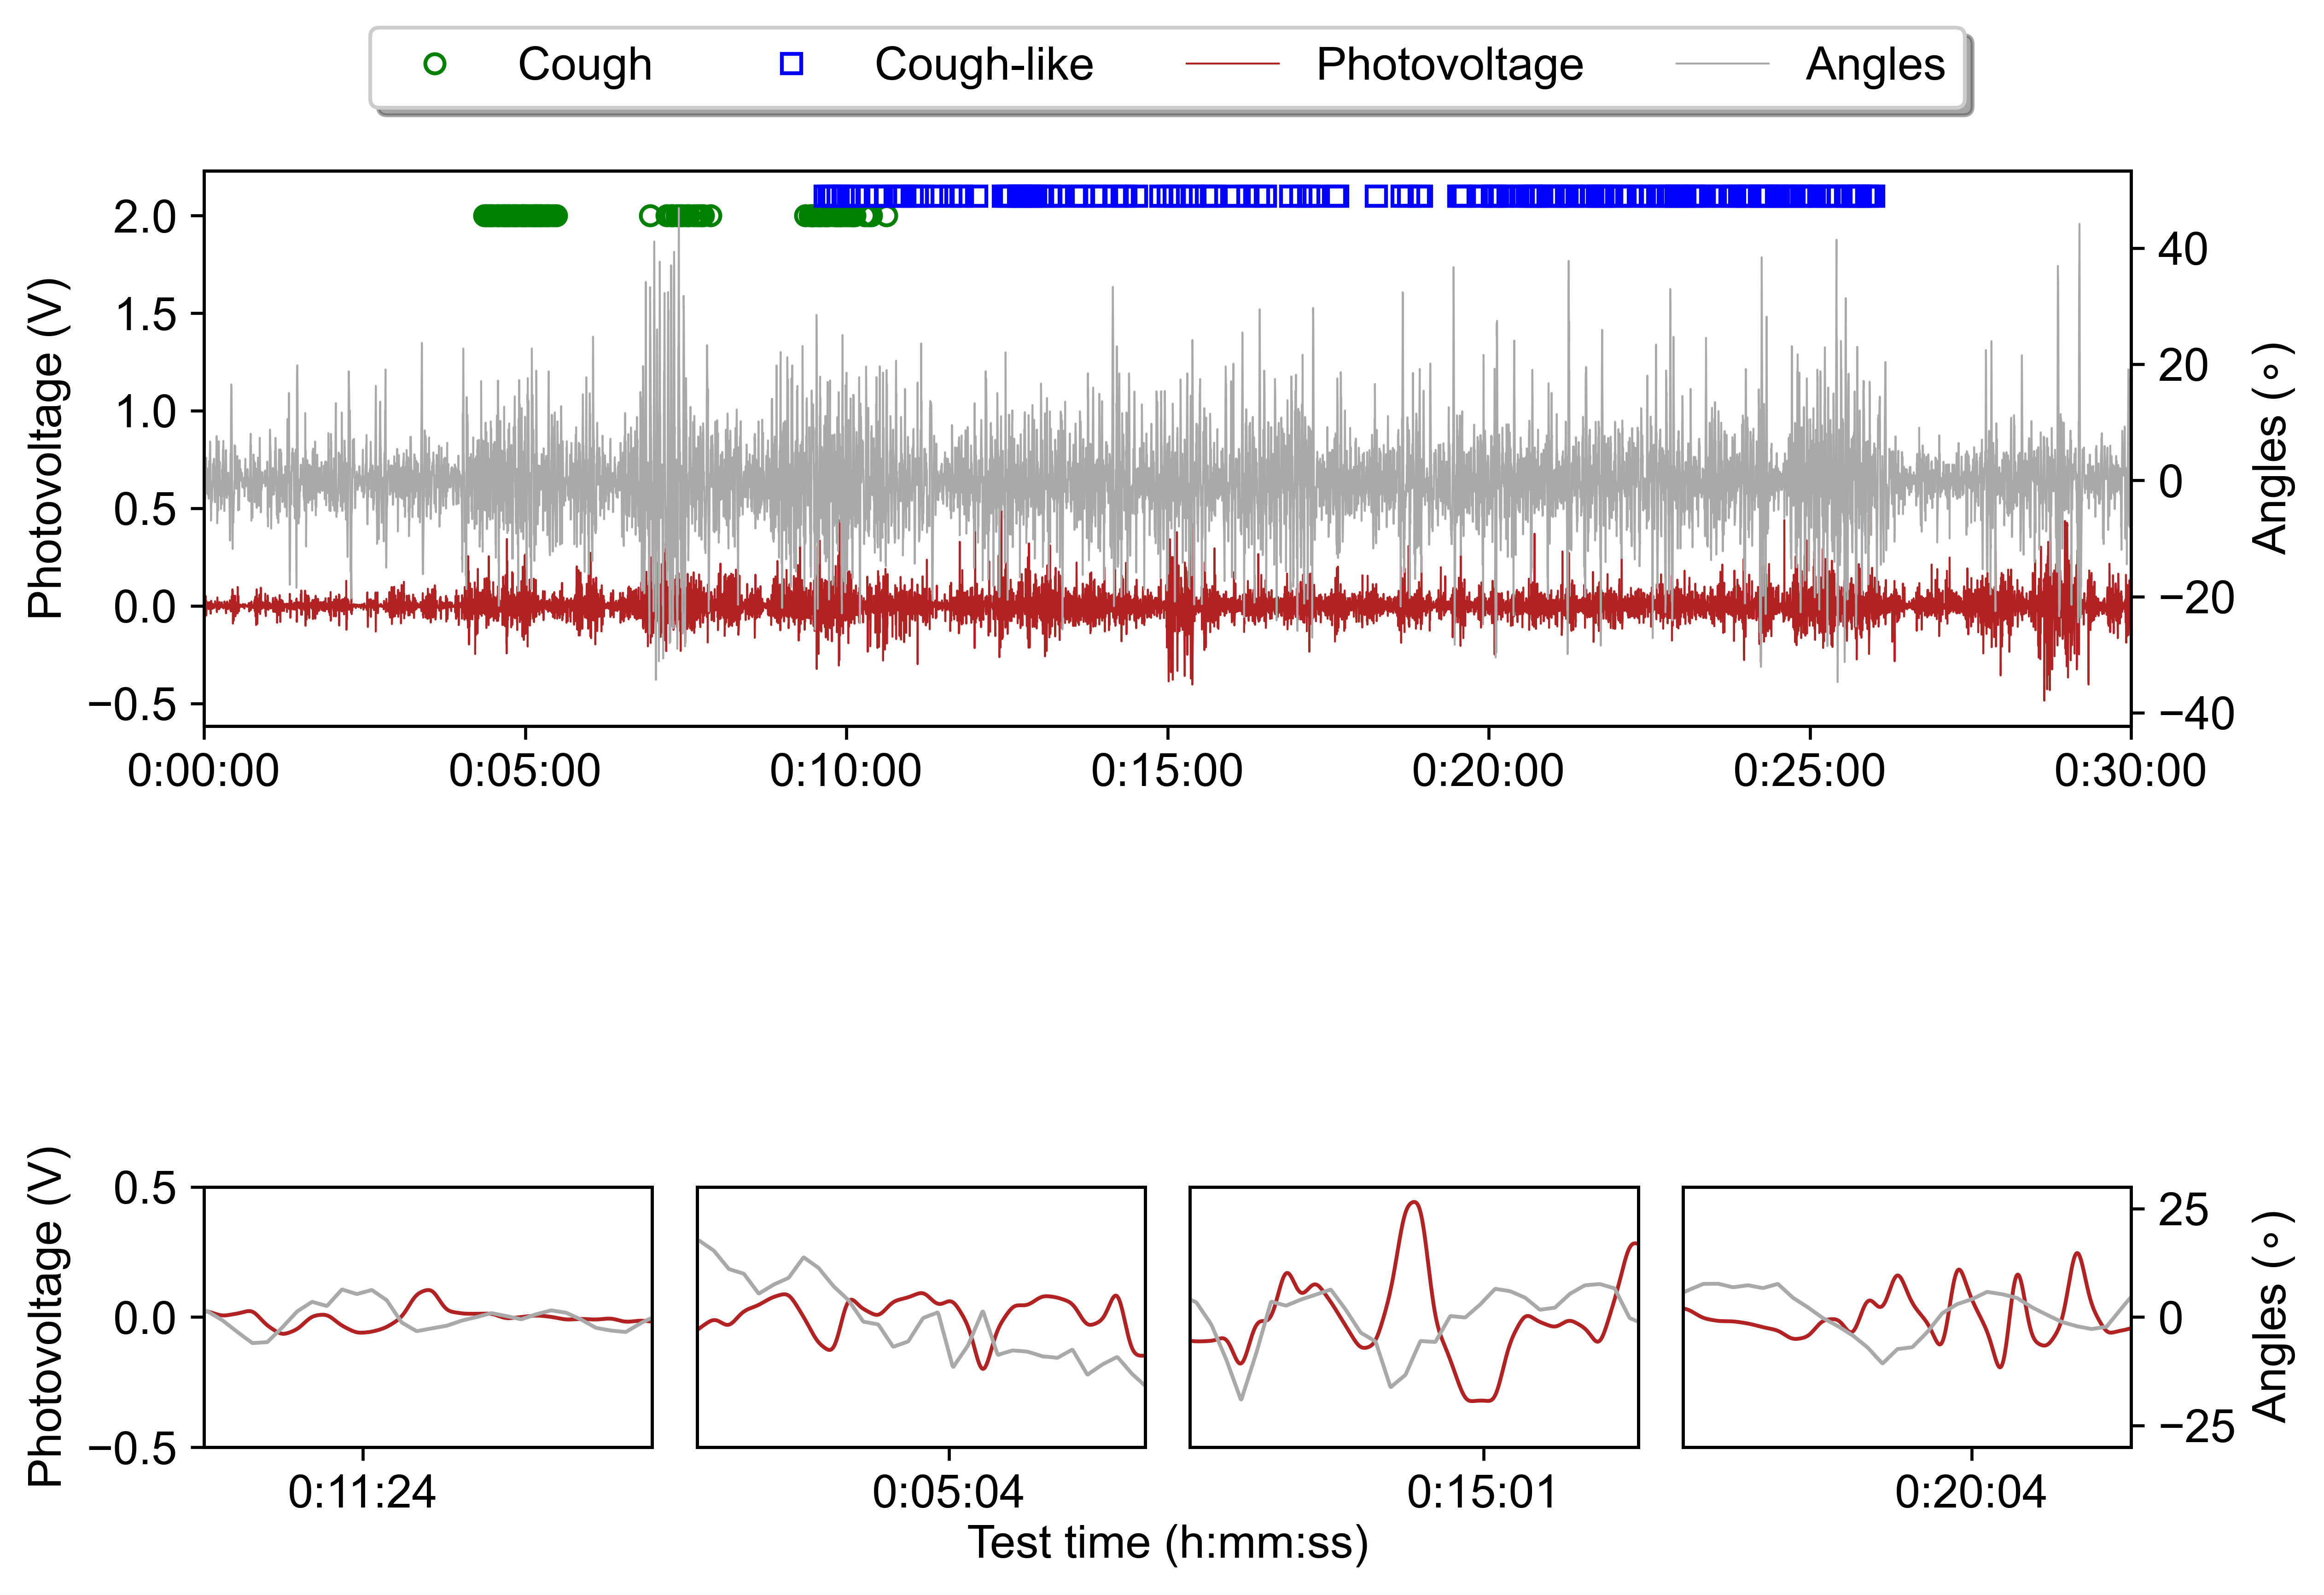 Cough Cough-like Photovoltage Angles
Photovoltage (V)
2.0
1.5
1.0
0.5
0.0
−0.5
40
20
0
−20
−40
Angles (∘)
0:00:00 0:05:00 0:10:00 0:15:00 0:20:00 0:25:00 0:30:00
Photovoltage (V)
0.5
0.0
−0.5
25
0
−25
Angles (∘)
0:11:24 0:05:04 0:15:01 0:20:04
Test time (h:mm:ss)